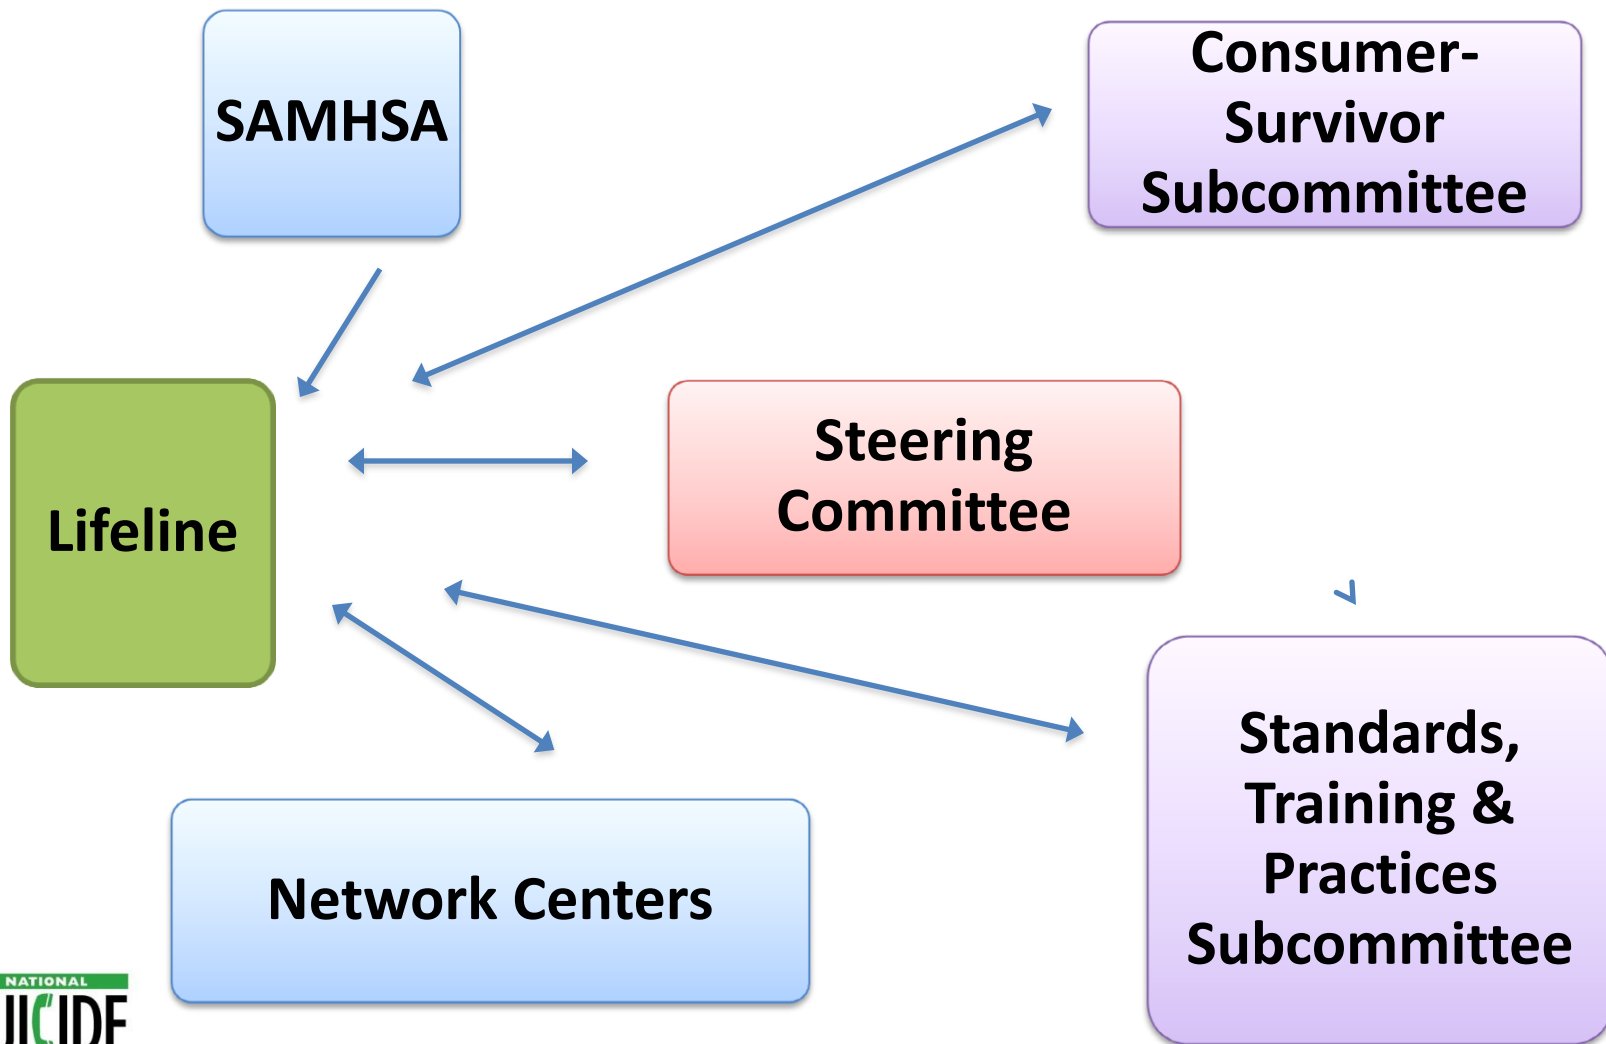 SAMHSA
Consumer-
Survivor
Subcommittee
Steering
Committee
Lifeline
Standards,
Training &
Practices
Subcommittee
Network Centers
NATIONAL